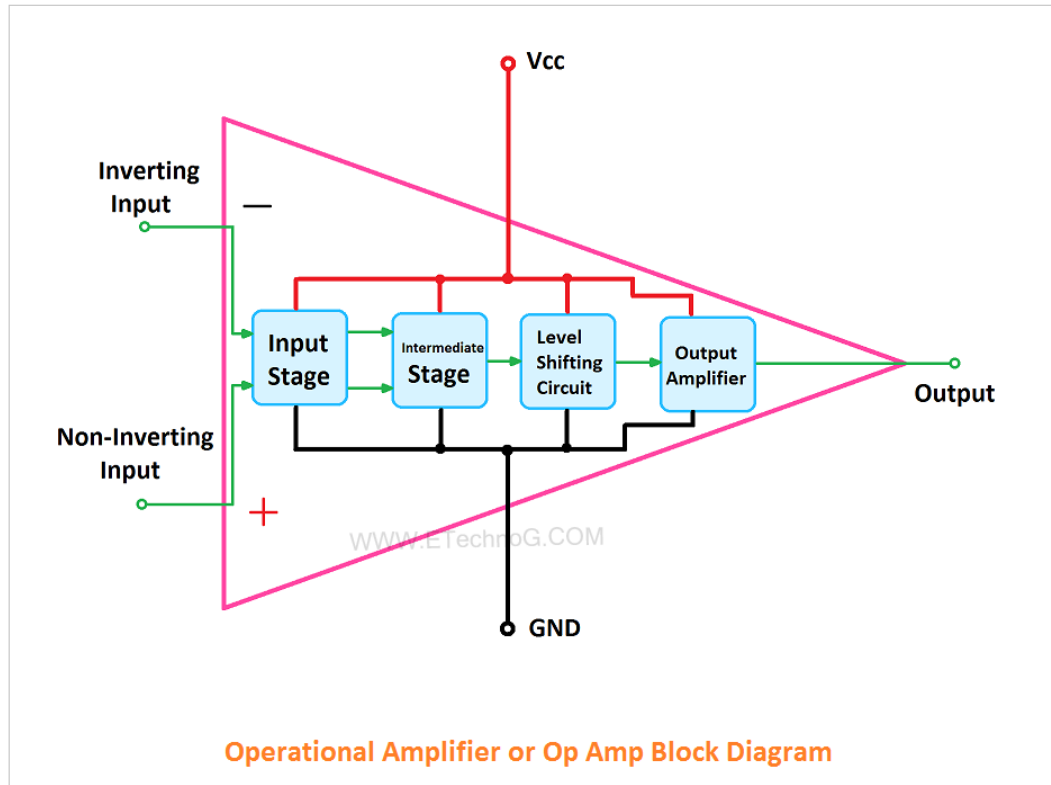 Vcc
Inverting
Input
—
Input
Stage
Intermediate
Stage
Level
Shifting
Circuit
Output
Amplifier
Output
Non-Inverting
Input
+
WWW.ETechnoG.COM
GND
Operational Amplifier or Op Amp Block Diagram